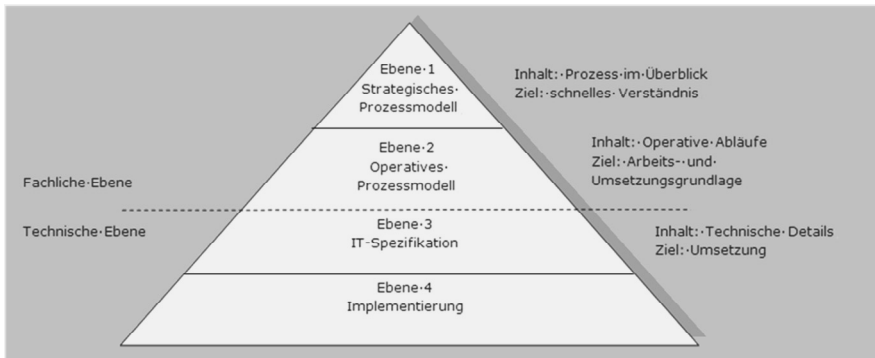 Ebene·1
Strategisches·
Prozessmodell
Inhalt:·Prozess·im·Überblick
Ziel:·schnelles·Verständnis
Ebene·2
Operatives·
Prozessmodell
Inhalt:·Operative·Abläufe
Ziel:·Arbeits-·und·
Umsetzungsgrundlage
Fachliche·Ebene
Technische·Ebene
Ebene·3
IT-Spezifikation
Inhalt:·Technische·Details
Ziel:·Umsetzung
Ebene·4
Implementierung